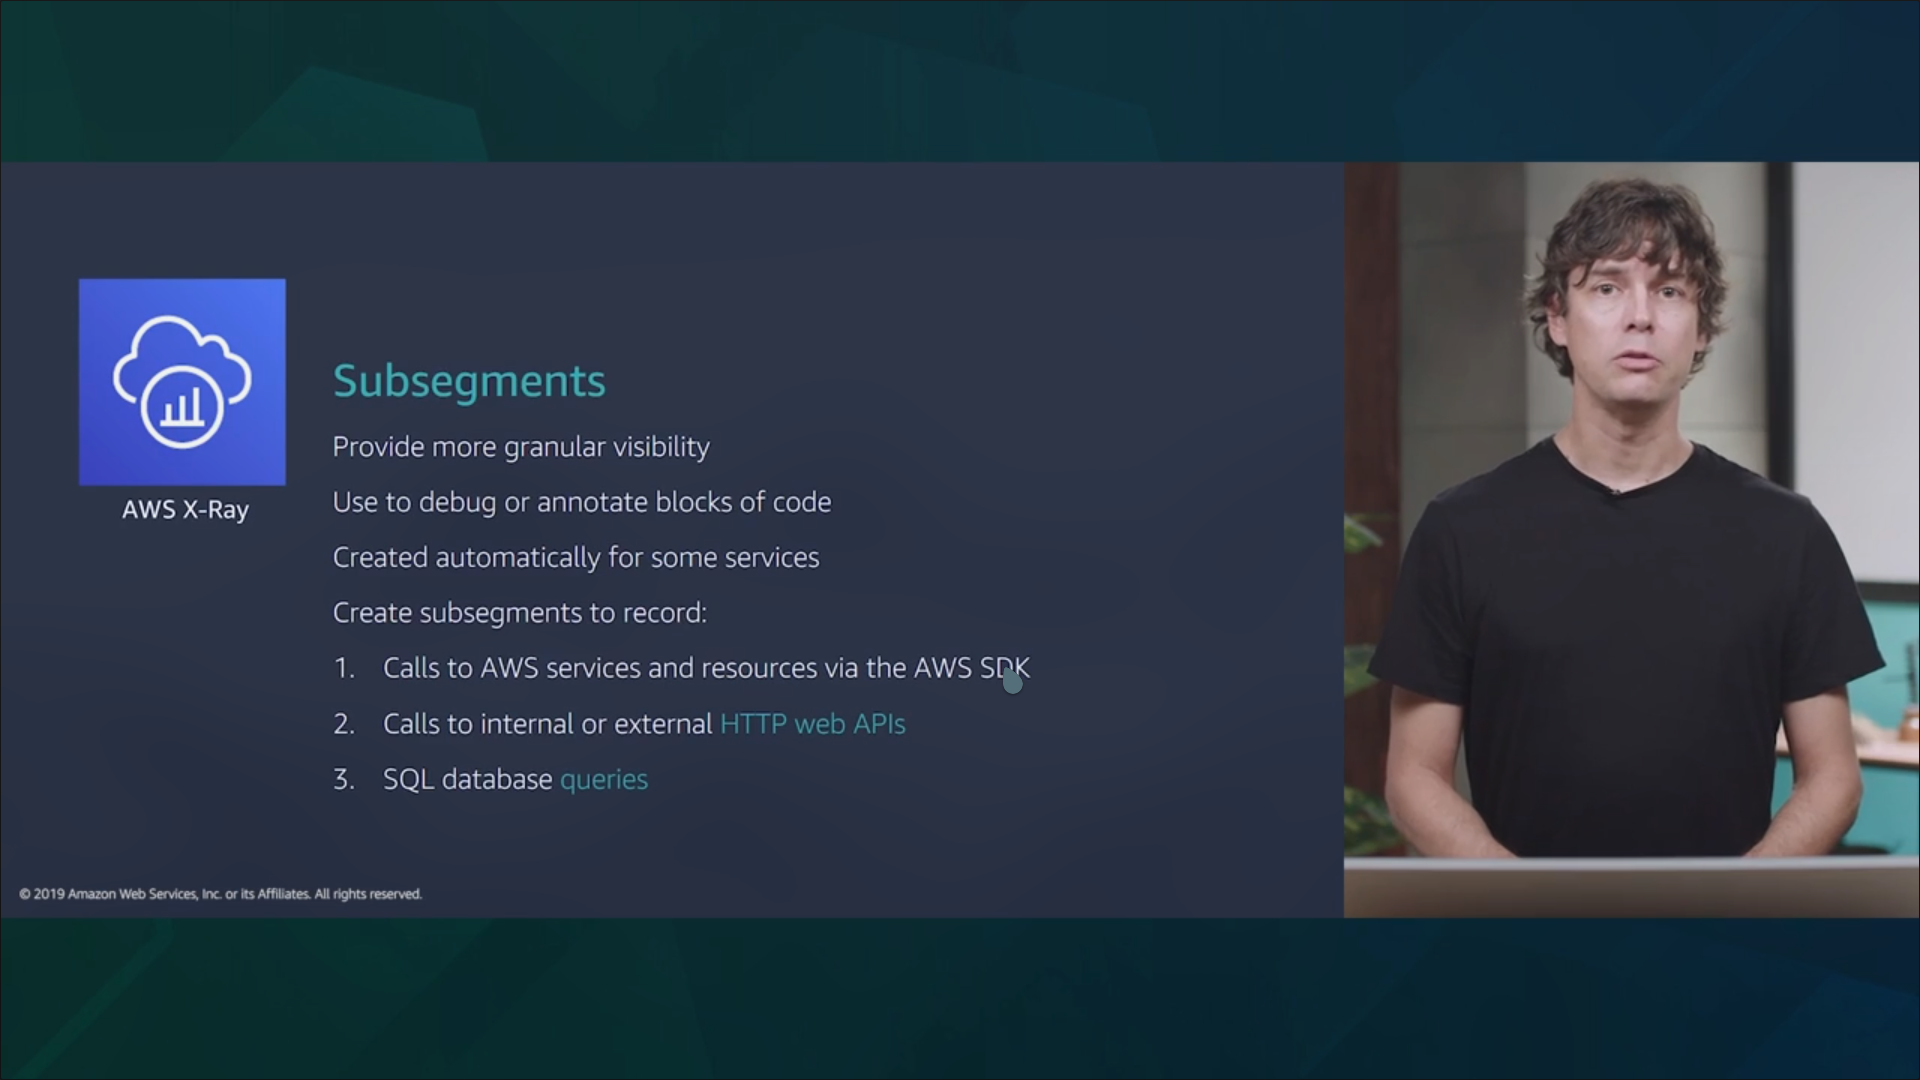 Subsegments
Provide more granular visibility
AWS X-Ray
Use to debug or annotate blocks of code
Created automatically for some services
Create subsegments to record:
1. Calls to AWS services and resources via the AWS SDK
2. Calls to internal or external HTTP web APIs
3. SQL database queries
© 2019 Amazon Web Services, Inc. or its Affiliates. All rights reserved.